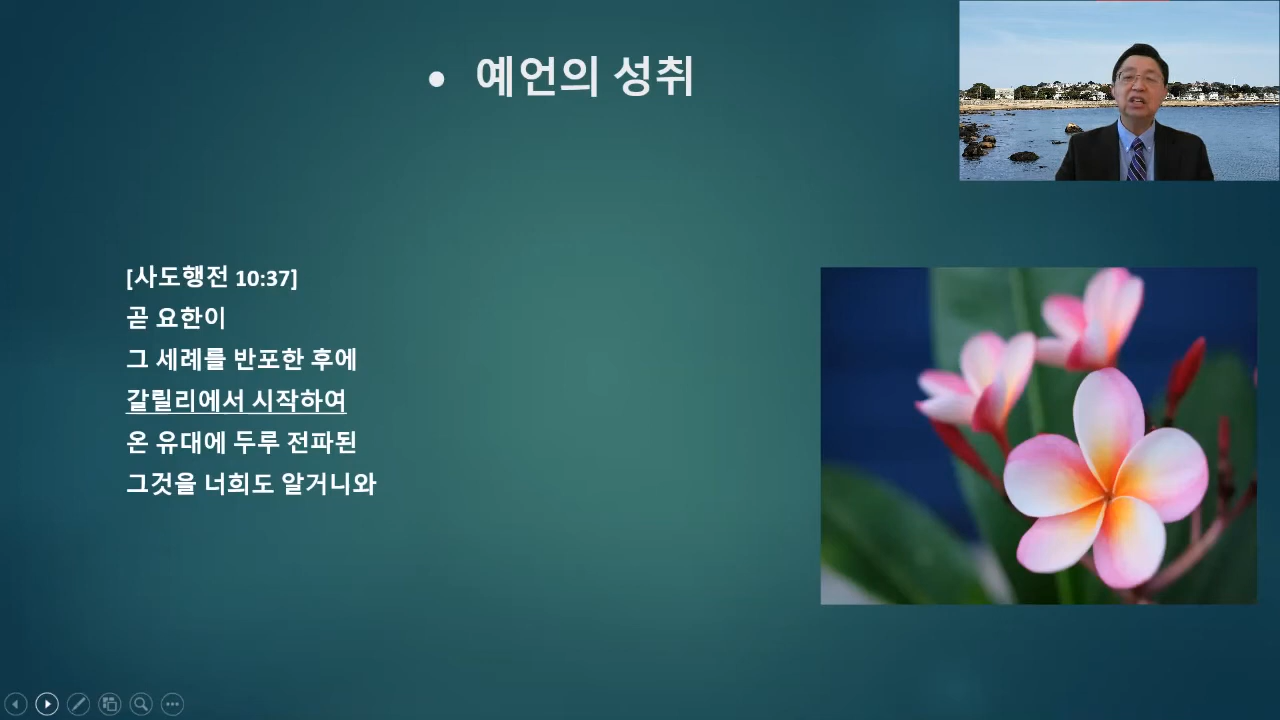 • 예언의 성취
[사도행전 10:37]
곧 요한이
그 세례를 반포한 후에
갈릴리에서 시작하여
온 유대에 두루 전파된
그것을 너희도 알거니와